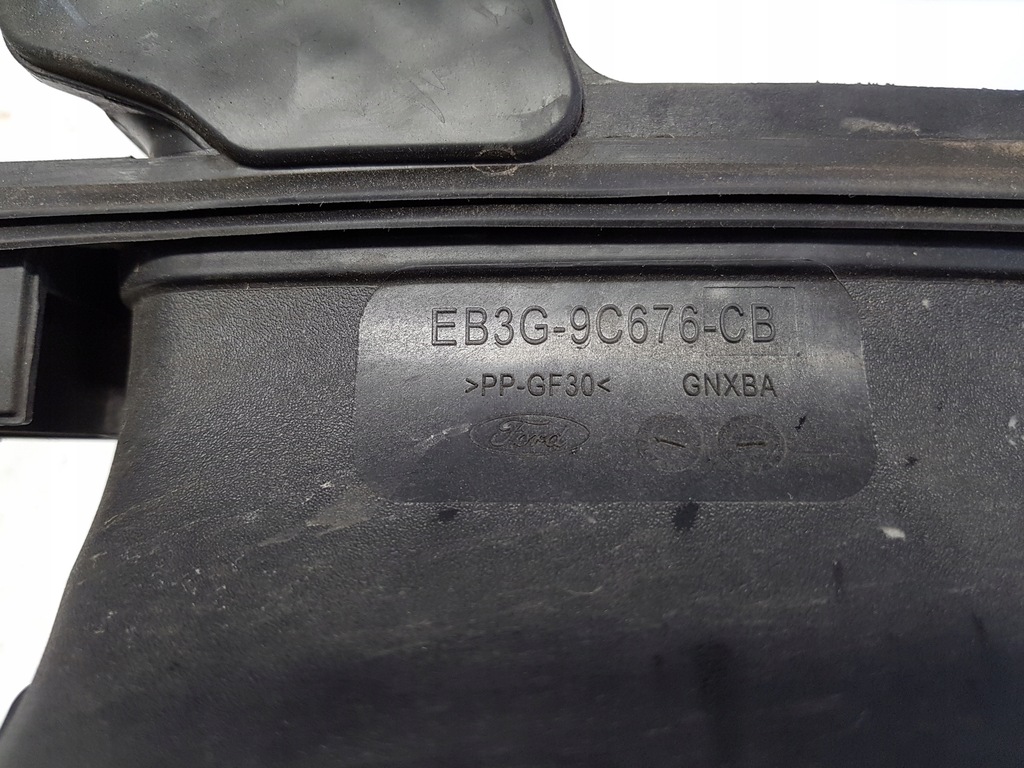 EB3G-9C676-CB
>PP-GF30< GNXBA
Ford